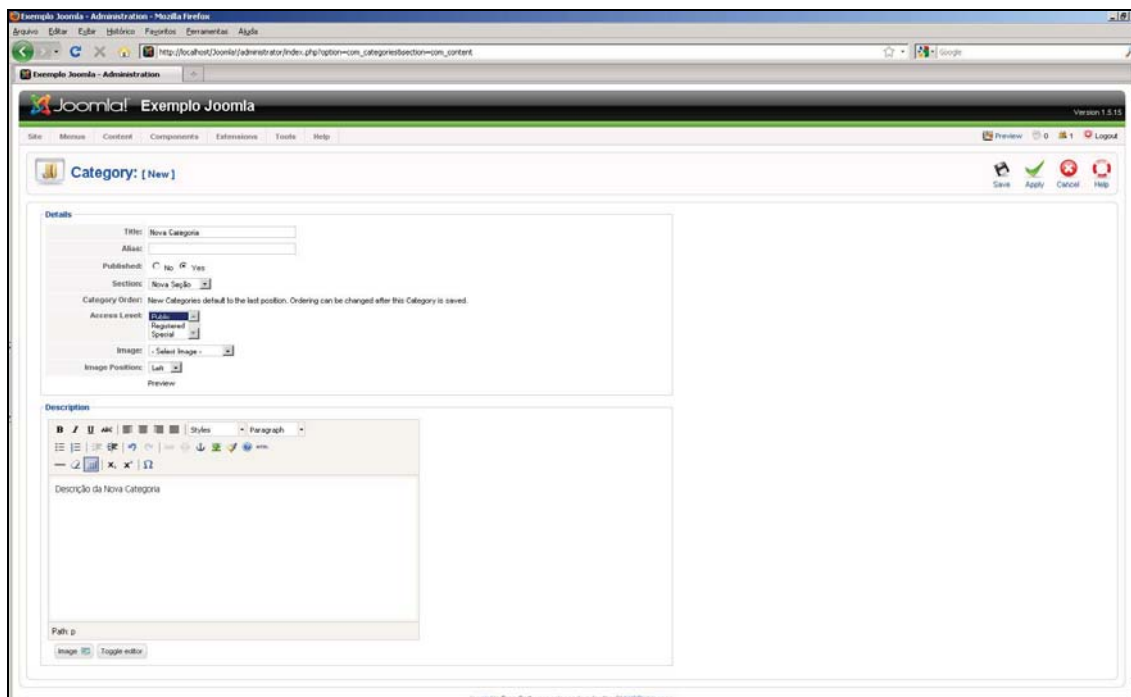 Exemplo Joomla - Administration - Mozilla Firefox
Arquivo Editar Exibir Histórico Favoritos Ferramentas Ajuda
http://localhost/Joomla!/administrator/index.php?option=com_categories&section=com_content
Google
Exemplo Joomla - Administration
Joomla! Exemplo Joomla
Version 1.5.15
Site Menus Content Components Extensions Tools Help
Preview 0 1 Logout
Category: [ New ]
Save Apply Cancel Help
Details
Title: Nova Categoria
Alias:
Published: No Yes
Section: Nova Seção
Category Order: New Categories default to the last position. Ordering can be changed after this Category is saved.
Access Level: Public
Registered
Special
Image: - Select Image -
Image Position: Left
Preview
Description
B I U ABC Styles Paragraph
HTML
x, x² Ω
Descrição da Nova Categoria
Path: p
Image Toggle editor